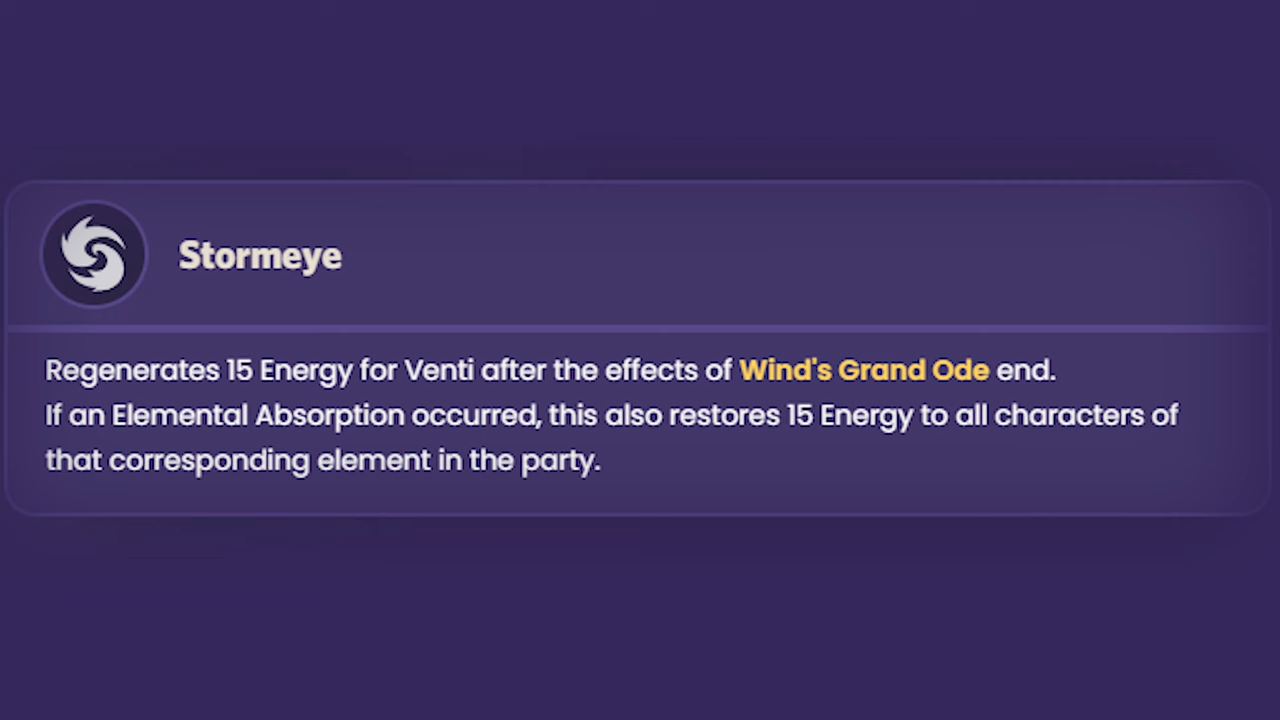 Stormeye
Regenerates 15 Energy for Venti after the effects of Wind's Grand Ode end.
If an Elemental Absorption occurred, this also restores 15 Energy to all characters of
that corresponding element in the party.